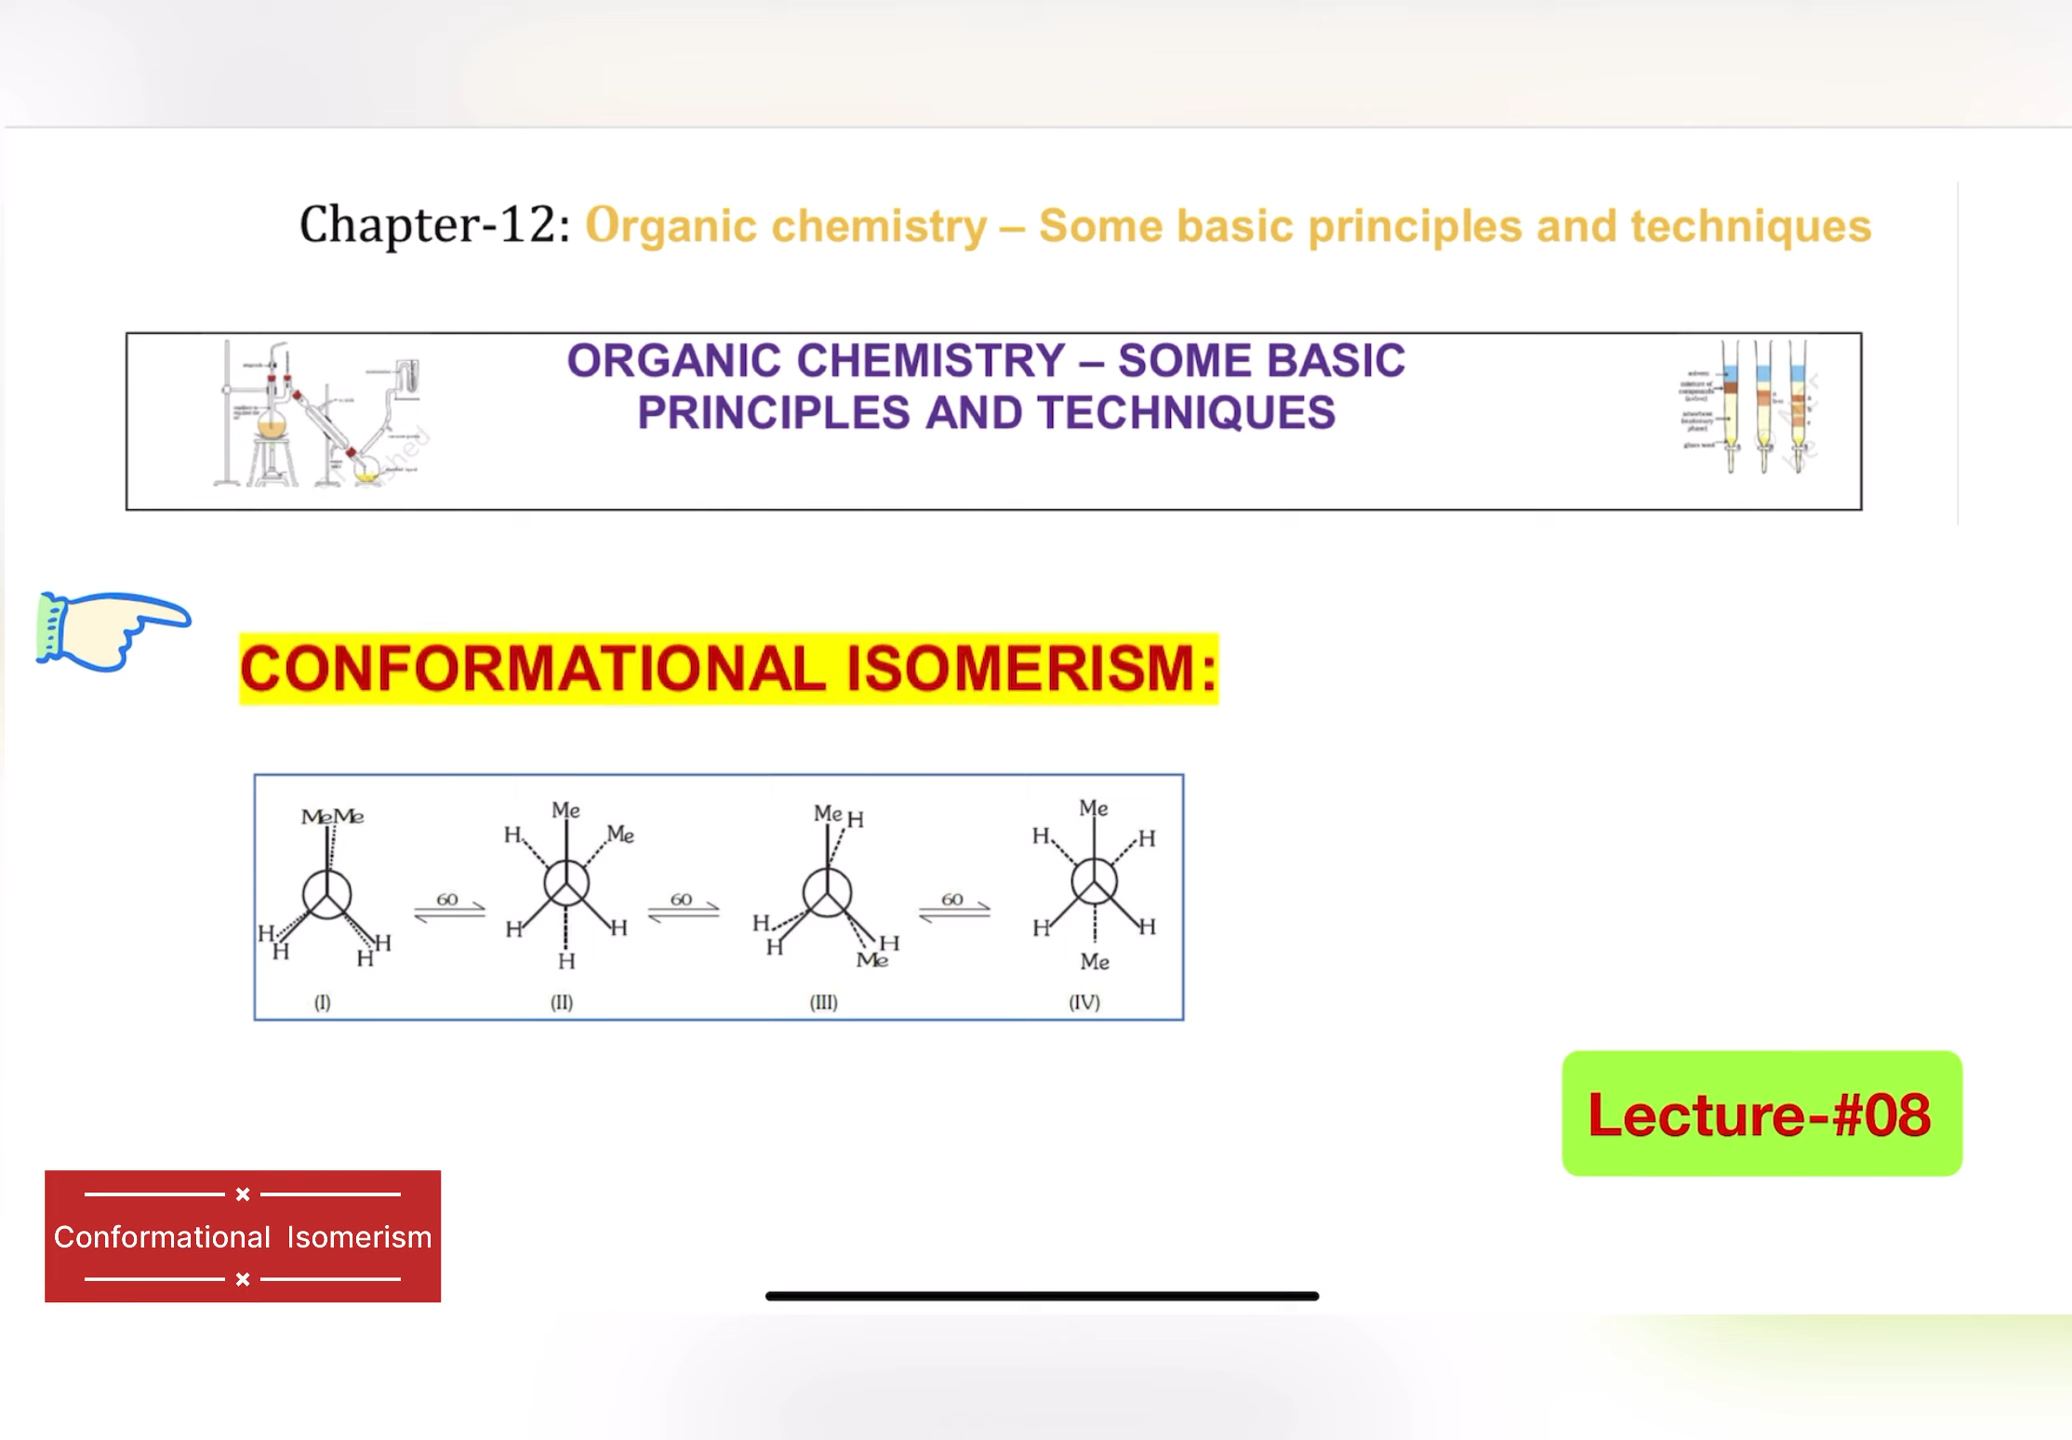 Chapter-12: Organic chemistry – Some basic principles and techniques
ORGANIC CHEMISTRY – SOME BASIC
PRINCIPLES AND TECHNIQUES
CONFORMATIONAL ISOMERISM:
MeMe
H
H
H
H
(I)
60
Me
H
Me
H
H
H
(II)
60
Me H
H
H
H
Me
(III)
60
Me
H
H
H
H
Me
(IV)
Lecture-#08
Conformational Isomerism